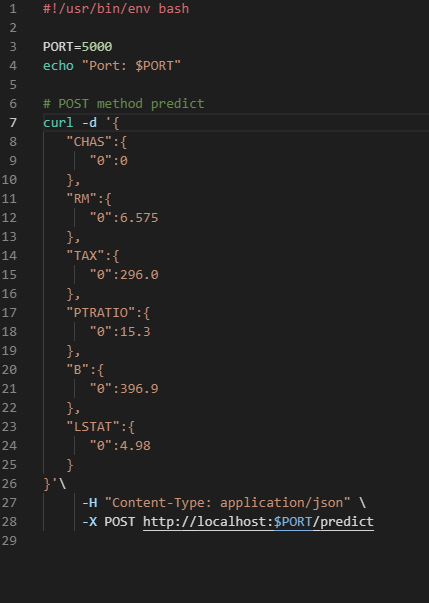 1 #!/usr/bin/env bash
2
3 PORT=5000
4 echo "Port: $PORT"
5
6 # POST method predict
7 curl -d '{
8    "CHAS":{
9       "0":0
10    },
11    "RM":{
12       "0":6.575
13    },
14    "TAX":{
15       "0":296.0
16    },
17    "PTRATIO":{
18       "0":15.3
19    },
20    "B":{
21       "0":396.9
22    },
23    "LSTAT":{
24       "0":4.98
25    }
26 }'\
27      -H "Content-Type: application/json" \
28      -X POST http://localhost:$PORT/predict
29